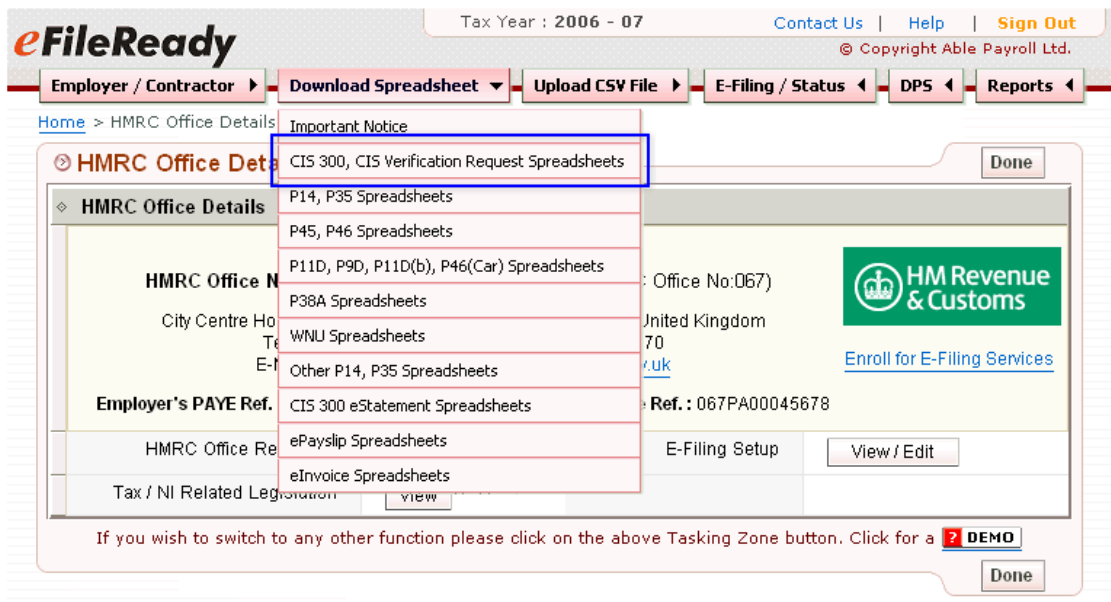 eFileReady
Tax Year : 2006 - 07
Contact Us | Help | Sign Out
© Copyright Able Payroll Ltd.
Employer / Contractor Download Spreadsheet Upload CSV File E-Filing / Status DPS Reports
Home > HMRC Office Details
Important Notice
CIS 300, CIS Verification Request Spreadsheets
P14, P35 Spreadsheets
P45, P46 Spreadsheets
P11D, P9D, P11D(b), P46(Car) Spreadsheets
P38A Spreadsheets
WNU Spreadsheets
Other P14, P35 Spreadsheets
CIS 300 eStatement Spreadsheets
ePayslip Spreadsheets
eInvoice Spreadsheets
HMRC Office Deta
Done
HMRC Office Details
HMRC Office N
Office No:067)
HM Revenue
& Customs
City Centre Ho
United Kingdom
Te
70
E-
.uk
Enroll for E-Filing Services
Employer's PAYE Ref.
Ref. : 067PA00045678
HMRC Office Re
E-Filing Setup
View / Edit
Tax / NI Related Legislation
View
If you wish to switch to any other function please click on the above Tasking Zone button. Click for a ? DEMO
Done